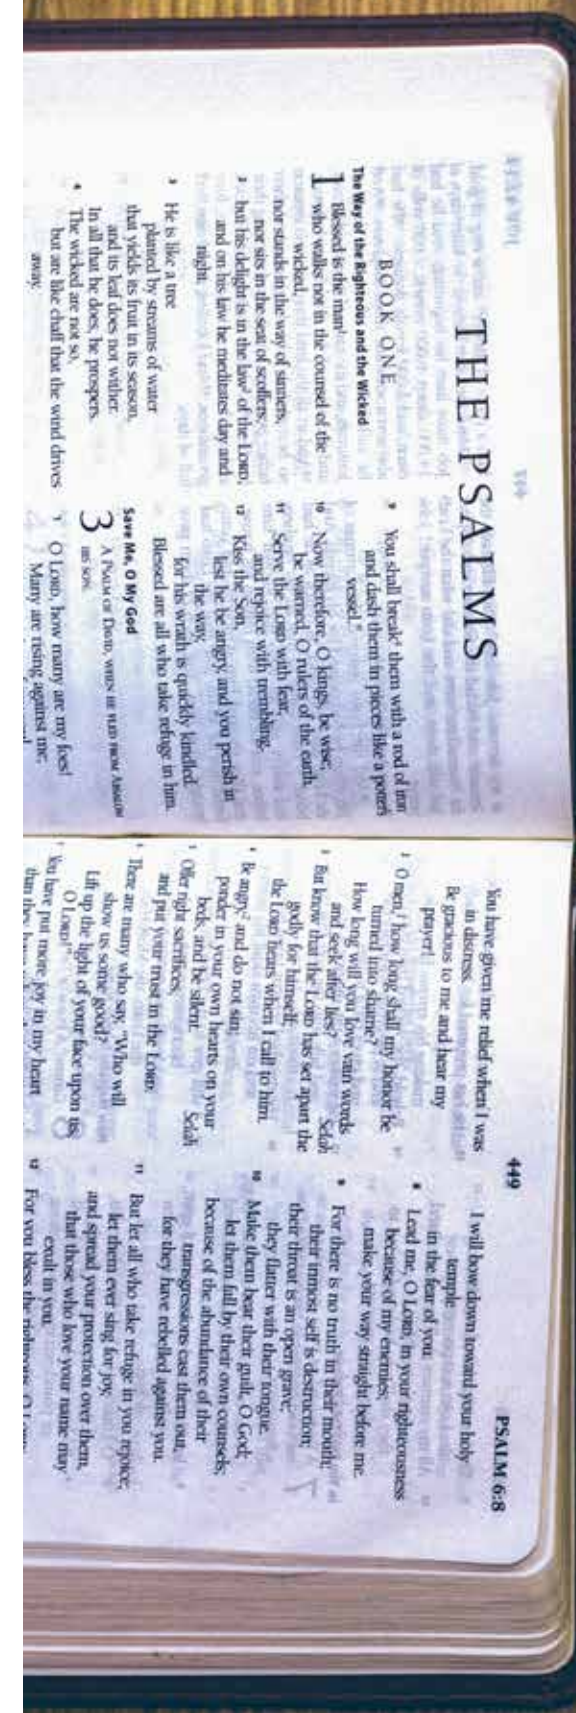 THE PSALMS
BOOK ONE
The Way of the Righteous and the Wicked
1 Blessed is the man
who walks not in the counsel of the
wicked,
nor stands in the way of sinners,
nor sits in the seat of scoffers;
2 but his delight is in the law of the LORD,
and on his law he meditates day and
night.
3 He is like a tree
planted by streams of water
that yields its fruit in its season,
and its leaf does not wither.
In all that he does, he prospers.
4 The wicked are not so,
but are like chaff that the wind drives
away.
9 You shall break them with a rod of iron
and dash them in pieces like a potter's
vessel."
10 Now therefore, O kings, be wise;
be warned, O rulers of the earth.
11 Serve the LORD with fear,
and rejoice with trembling.
12 Kiss the Son,
lest he be angry, and you perish in
the way,
for his wrath is quickly kindled.
Blessed are all who take refuge in him.
Save Me, O My God
3 A PSALM OF DAVID, WHEN HE FLED FROM ABSALOM
HIS SON.
1 O LORD, how many are my foes!
Many are rising against me;
449
PSALM 6:8
You have given me relief when I was
in distress.
Be gracious to me and hear my
prayer!
2 O men, how long shall my honor be
turned into shame?
How long will you love vain words
and seek after lies? Selah
3 But know that the LORD has set apart the
godly for himself;
the LORD hears when I call to him.
4 Be angry, and do not sin;
ponder in your own hearts on your
beds, and be silent. Selah
5 Offer right sacrifices,
and put your trust in the LORD.
6 There are many who say, "Who will
show us some good?
Lift up the light of your face upon us,
O LORD!"
7 You have put more joy in my heart
than they have
I will bow down toward your holy
temple
in the fear of you.
8 Lead me, O LORD, in your righteousness
because of my enemies;
make your way straight before me.
9 For there is no truth in their mouth;
their inmost self is destruction;
their throat is an open grave;
they flatter with their tongue.
10 Make them bear their guilt, O God;
let them fall by their own counsels;
because of the abundance of their
transgressions cast them out,
for they have rebelled against you.
11 But let all who take refuge in you rejoice;
let them ever sing for joy,
and spread your protection over them,
that those who love your name may
exult in you.
12 For you bless the righteous, O LORD;